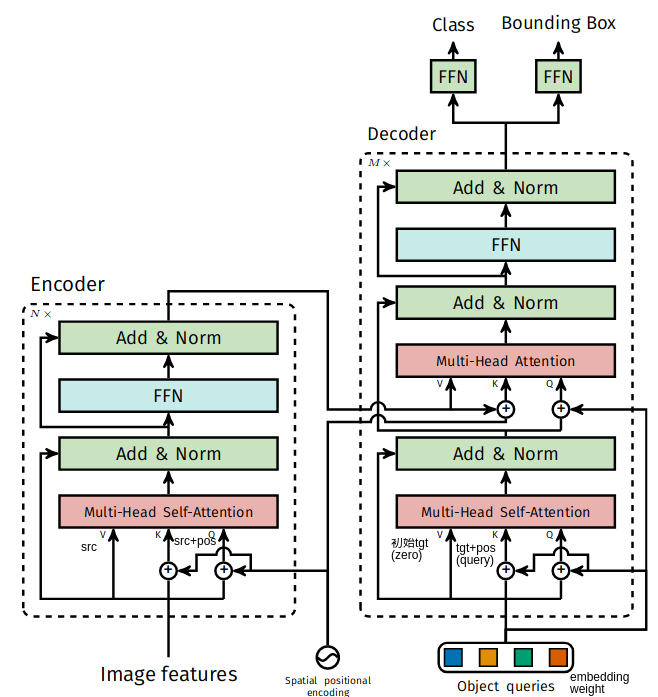 Class
Bounding Box
FFN
FFN
Decoder
M ×
Add & Norm
FFN
Add & Norm
Multi-Head Attention
V
K
Q
Add & Norm
Multi-Head Self-Attention
V
K
Q
初始tgt
(zero)
tgt+pos
(query)
Object queries
embedding
weight
Encoder
N ×
Add & Norm
FFN
Add & Norm
Multi-Head Self-Attention
V
K
Q
src
src+pos
Image features
Spatial positional
encoding